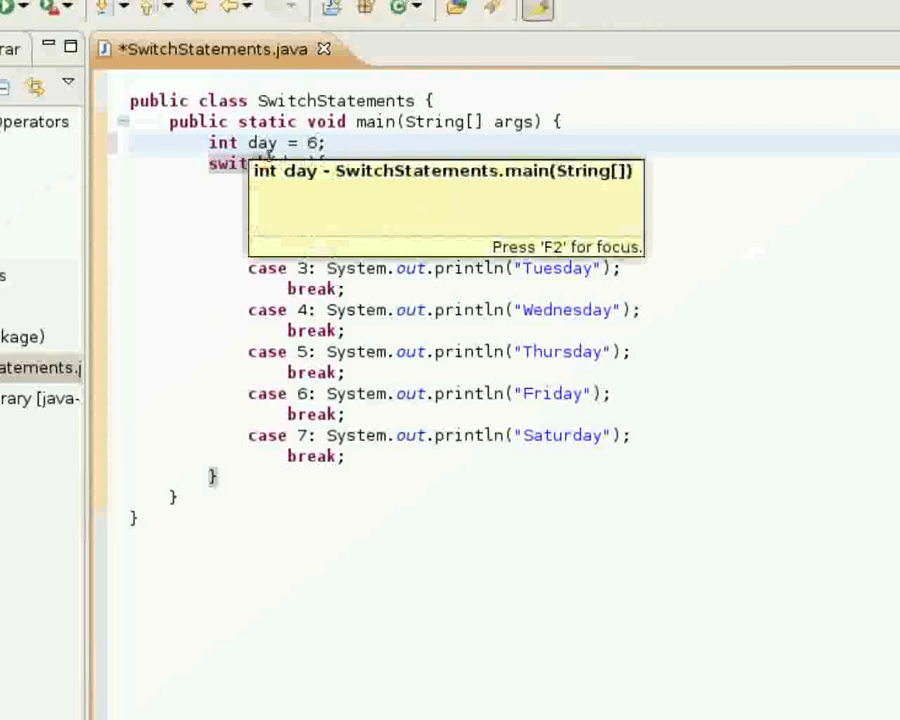 rar
*SwitchStatements.java
public class SwitchStatements {
Operators
public static void main(String[] args) {
int day = 6;
swit
int day - SwitchStatements.main(String[])
Press 'F2' for focus.
case 3: System.out.println("Tuesday");
s
break;
case 4: System.out.println("Wednesday");
kage)
break;
case 5: System.out.println("Thursday");
atements.j
break;
case 6: System.out.println("Friday");
rary [java-
break;
case 7: System.out.println("Saturday");
break;
}
}
}